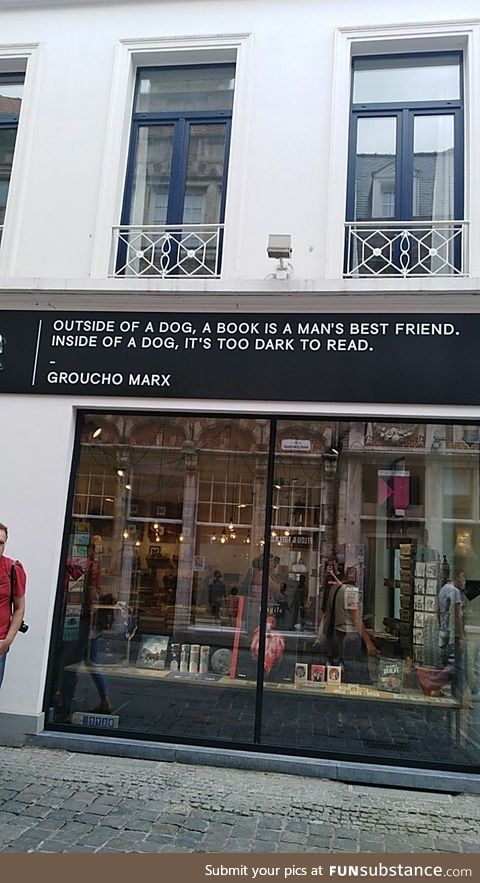 OUTSIDE OF A DOG, A BOOK IS A MAN'S BEST FRIEND.
INSIDE OF A DOG, IT'S TOO DARK TO READ.
–
GROUCHO MARX
Submit your pics at FUNsubstance.com